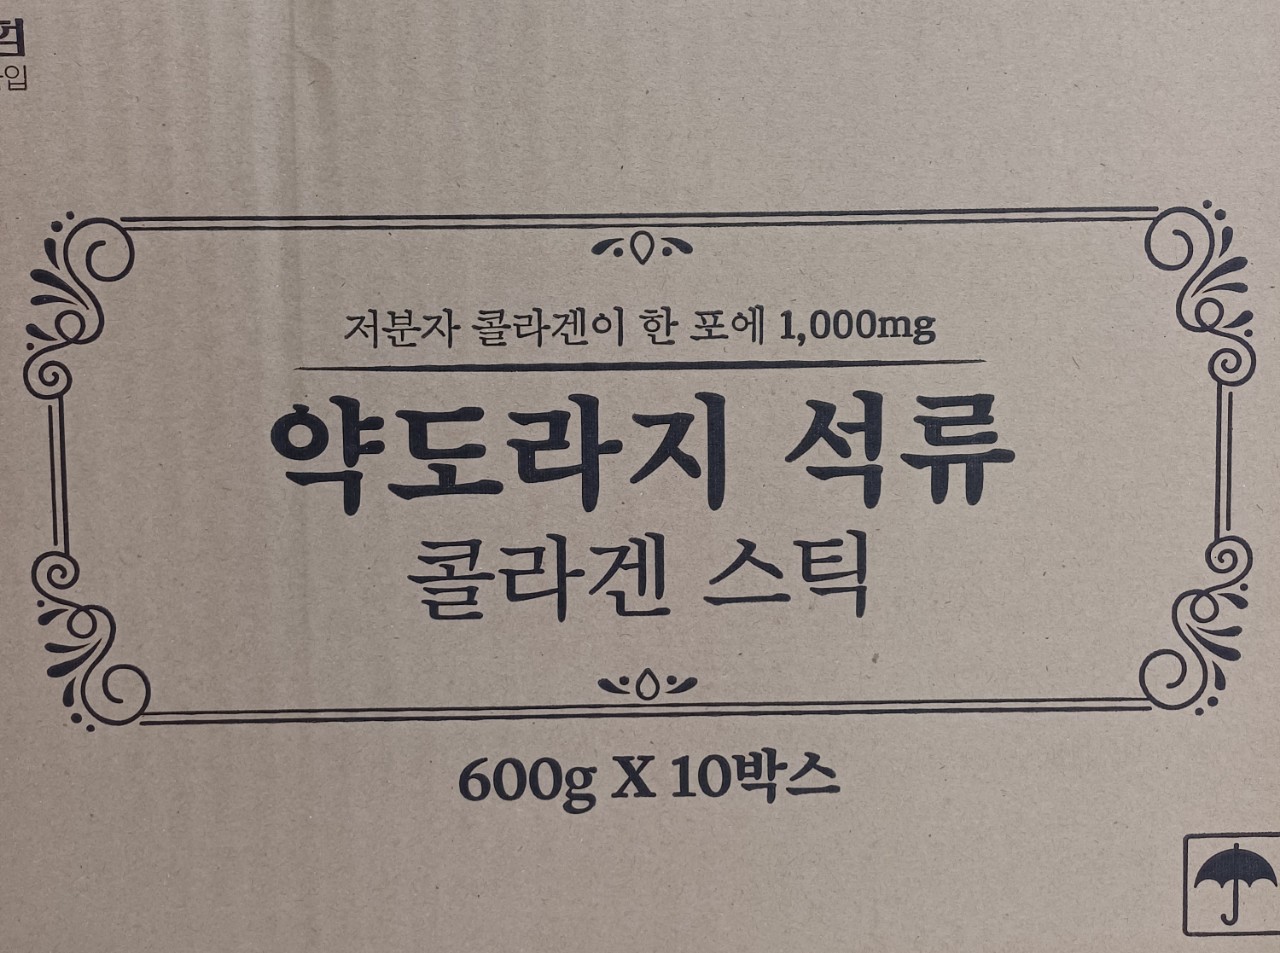 저분자 콜라겐이 한 포에 1,000mg
약도라지 석류
콜라겐 스틱
600g X 10박스